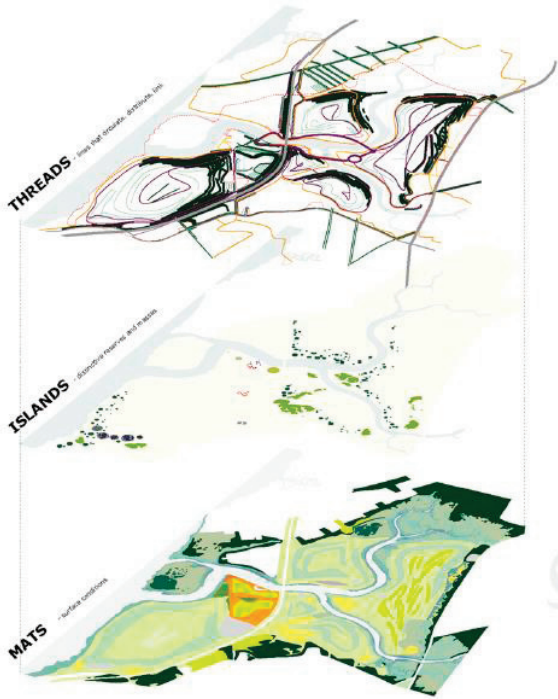 THREADS - lines that circulate, distribute, link
ISLANDS - distinctive reserves and masses
MATS - surface conditions